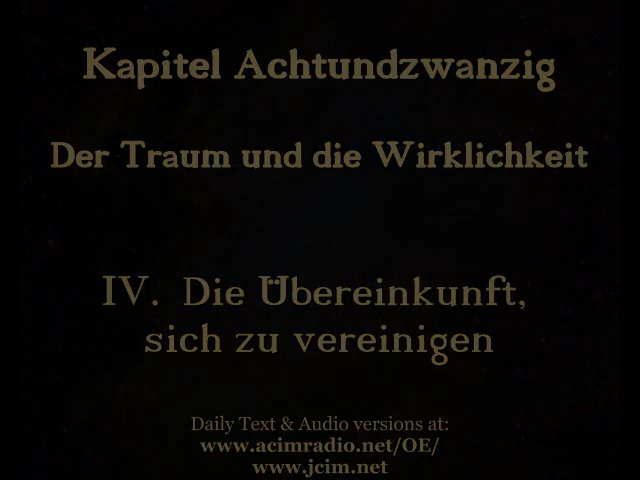 Kapitel Achtundzwanzig
Der Traum und die Wirklichkeit
IV. Die Übereinkunft,
sich zu vereinigen
Daily Text & Audio versions at:
www.acimradio.net/OE/
www.jcim.net